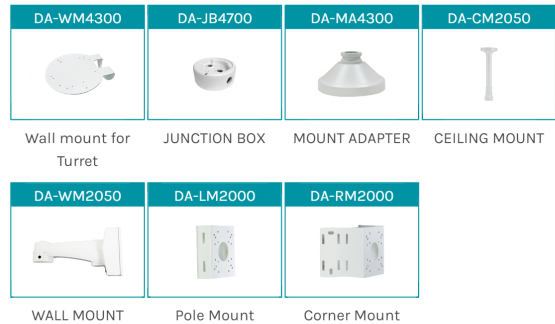 DA-WM4300 DA-JB4700 DA-MA4300 DA-CM2050
Wall mount for JUNCTION BOX MOUNT ADAPTER CEILING MOUNT
Turret
DA-WM2050 DA-LM2000 DA-RM2000
WALL MOUNT Pole Mount Corner Mount